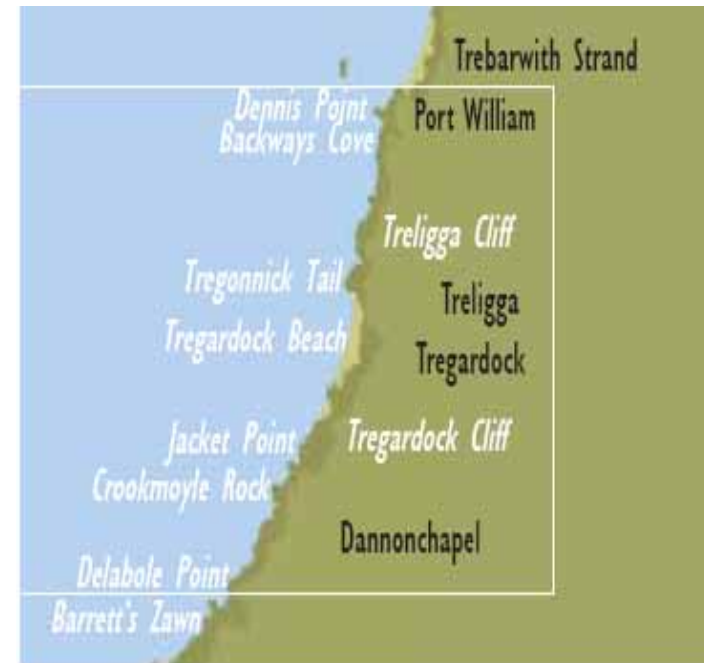 Trebarwith Strand
Dennis Point
Port William
Backways Cove
Treligga Cliff
Tregonnick Tail
Treligga
Tregardock Beach
Tregardock
Jacket Point
Tregardock Cliff
Crookmoyle Rock
Dannonchapel
Delabole Point
Barrett's Zawn